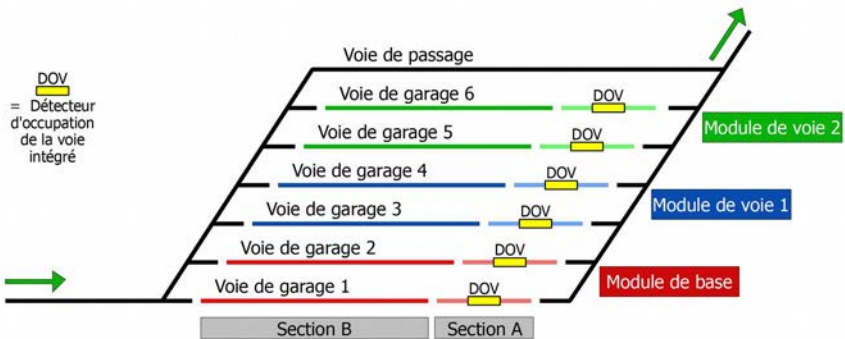 Voie de passage
DOV
= Détecteur
d'occupation
de la voie
intégré
Voie de garage 6
DOV
Voie de garage 5
DOV
Module de voie 2
Voie de garage 4
DOV
Voie de garage 3
DOV
Module de voie 1
Voie de garage 2
DOV
Voie de garage 1
DOV
Module de base
Section B
Section A